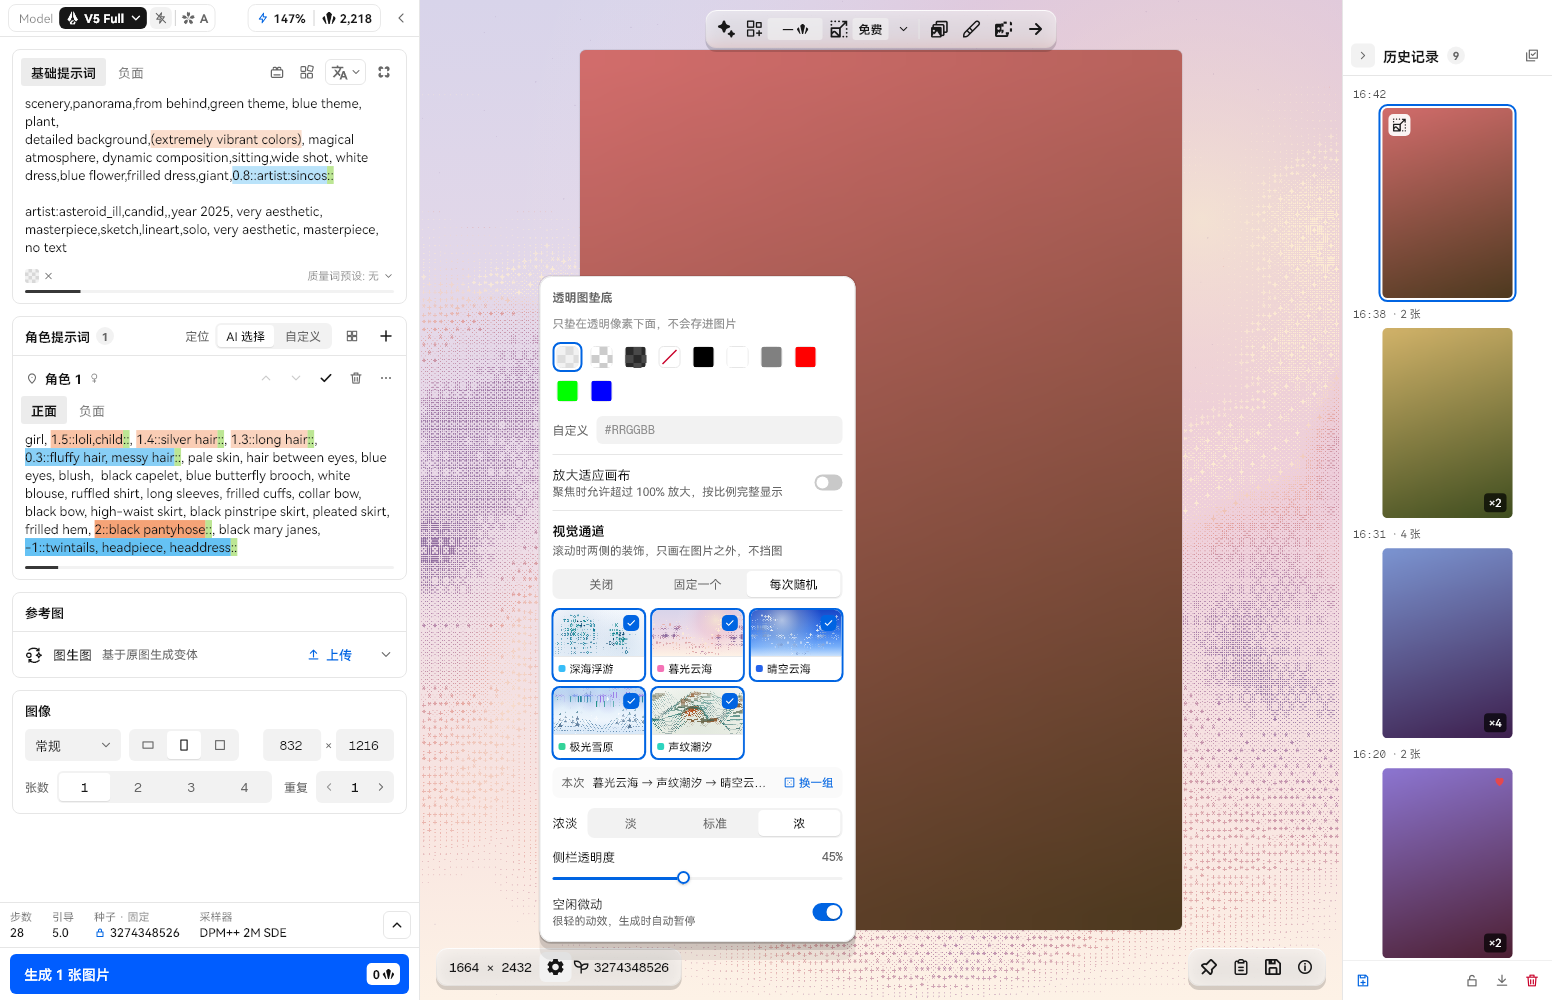 Model V5 Full A 147% 2,218
基础提示词 负面
scenery,panorama,from behind,green theme, blue theme,
plant,
detailed background,(extremely vibrant colors), magical
atmosphere, dynamic composition,sitting,wide shot, white
dress,blue flower,frilled dress,giant,0.8::artist:sincos::
artist:asteroid_ill,candid,,year 2025, very aesthetic,
masterpiece,sketch,lineart,solo, very aesthetic, masterpiece,
no text
质量词预设: 无
角色提示词 1 定位 AI 选择 自定义
角色 1
正面 负面
girl, 1.5::loli,child::, 1.4::silver hair::, 1.3::long hair::,
0.3::fluffy hair, messy hair::, pale skin, hair between eyes, blue
eyes, blush,  black capelet, blue butterfly brooch, white
blouse, ruffled shirt, long sleeves, frilled cuffs, collar bow,
black bow, high-waist skirt, black pinstripe skirt, pleated skirt,
frilled hem, 2::black pantyhose::, black mary janes,
-1::twintails, headpiece, headdress::
参考图
图生图 基于原图生成变体 上传
图像
常规 832 × 1216
张数 1 2 3 4 重复 1
步数 引导 种子 · 固定 采样器
28 5.0 3274348526 DPM++ 2M SDE
生成 1 张图片 0
免费
透明图垫底
只垫在透明像素下面，不会存进图片
自定义 #RRGGBB
放大适应画布
聚焦时允许超过 100% 放大，按比例完整显示
视觉通道
滚动时两侧的装饰，只画在图片之外，不挡图
关闭 固定一个 每次随机
深海浮游 暮光云海 晴空云海
极光雪原 声纹潮汐
本次 暮光云海 → 声纹潮汐 → 晴空云… 换一组
浓淡 淡 标准 浓
侧栏透明度 45%
空闲微动
很轻的动效，生成时自动暂停
1664 × 2432 3274348526
历史记录 9
16:42
16:38 · 2 张
×2
16:31 · 4 张
×4
16:20 · 2 张
×2